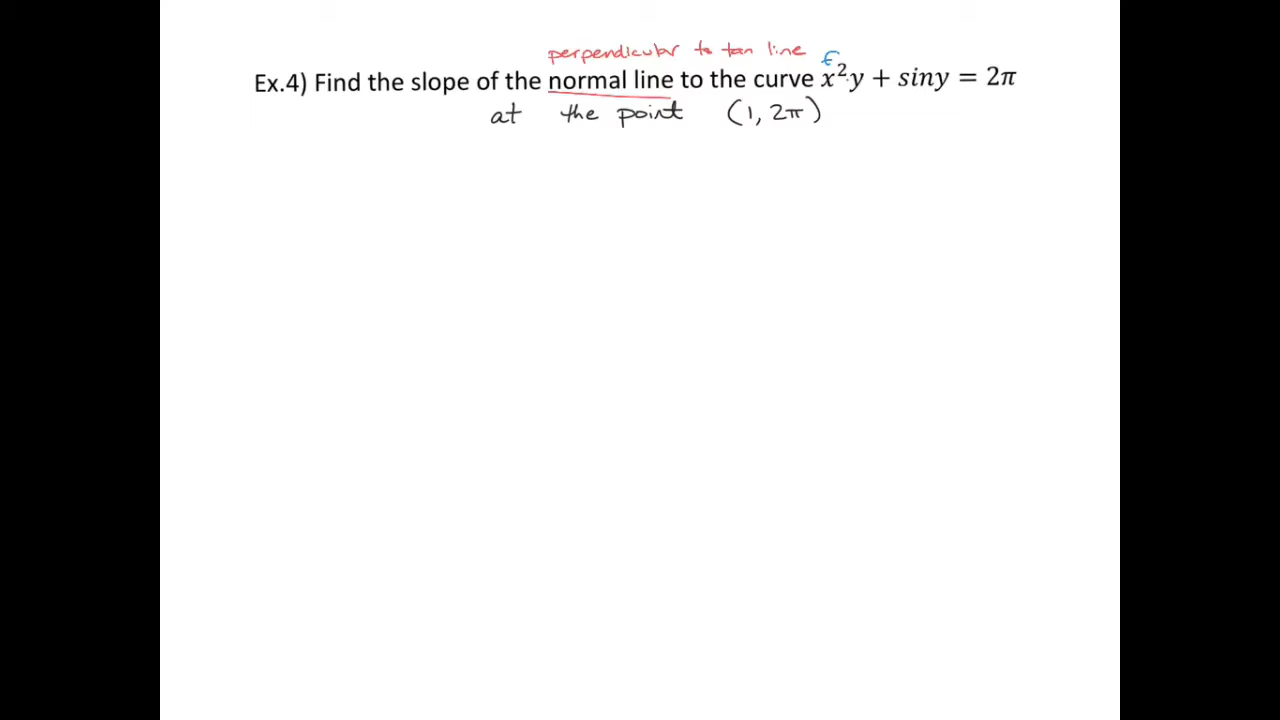 perpendicular to tan line
Ex.4) Find the slope of the normal line to the curve x²y + siny = 2π
at the point (1, 2π)